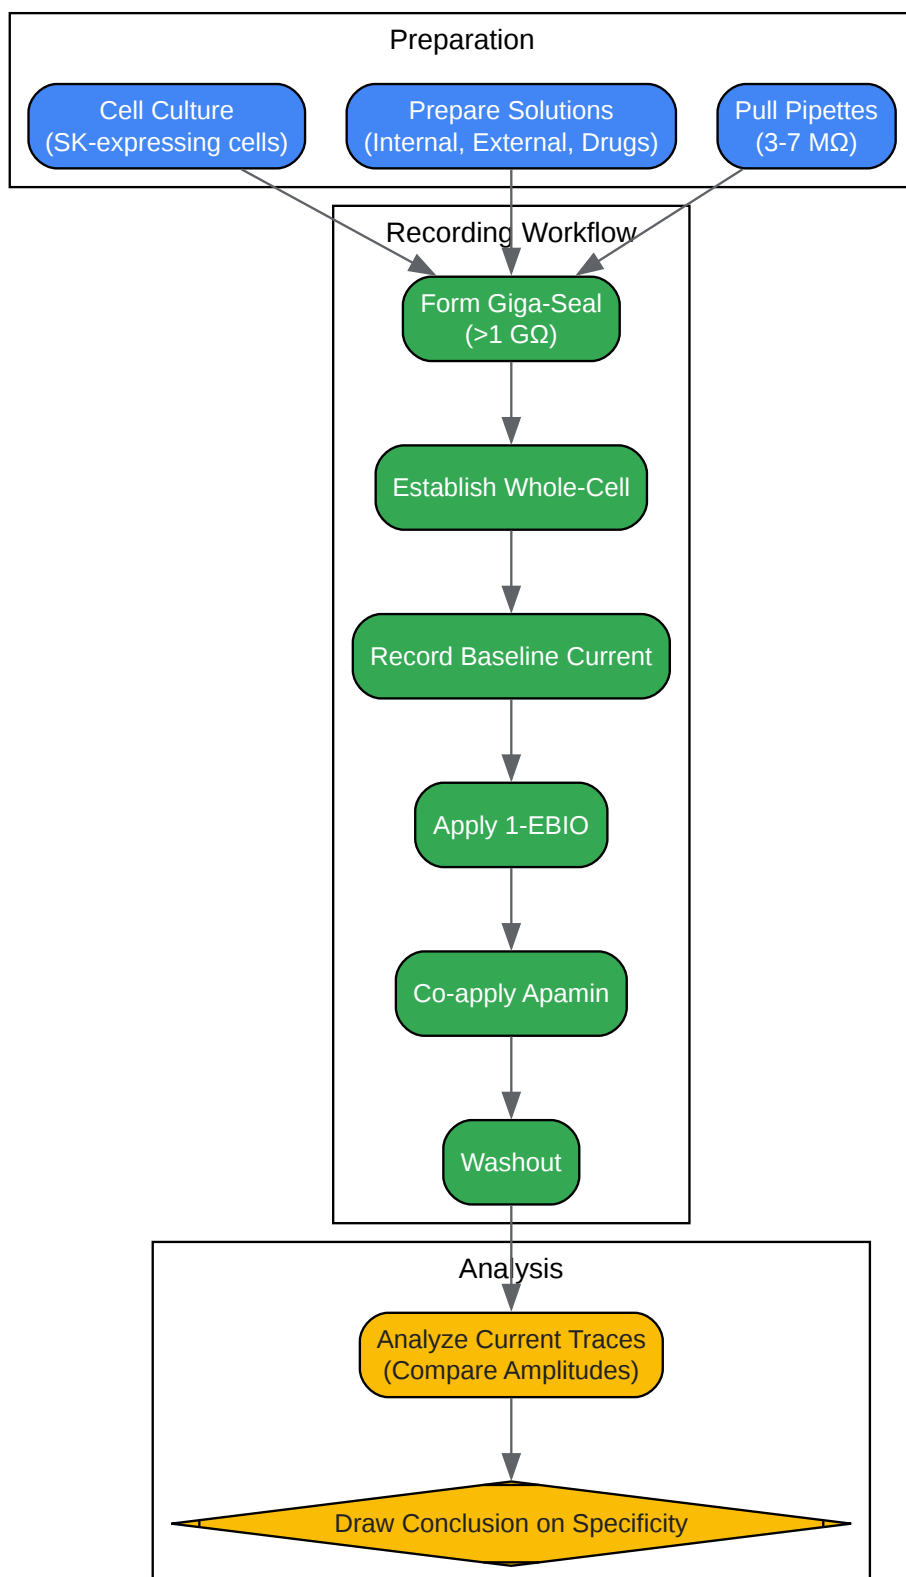 Preparation
Cell Culture
(SK-expressing cells)
Prepare Solutions
(Internal, External, Drugs)
Pull Pipettes
(3-7 MΩ)
Recording Workflow
Form Giga-Seal
(>1 GΩ)
Establish Whole-Cell
Record Baseline Current
Apply 1-EBIO
Co-apply Apamin
Washout
Analysis
Analyze Current Traces
(Compare Amplitudes)
Draw Conclusion on Specificity